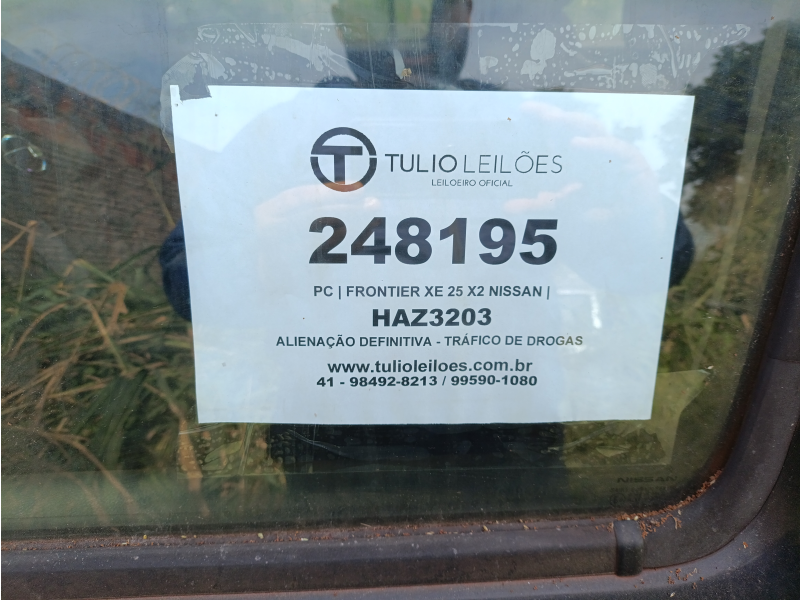 TULIO LEILÕES
LEILOEIRO OFICIAL
248195
PC | FRONTIER XE 25 X2 NISSAN |
HAZ3203
ALIENAÇÃO DEFINITIVA - TRÁFICO DE DROGAS
www.tulioleiloes.com.br
41 - 98492-8213 / 99590-1080
NISSAN